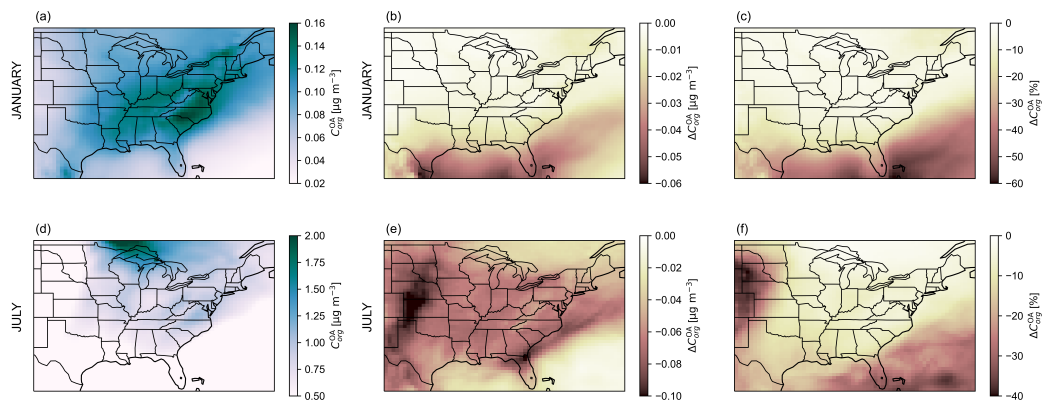 (a)
JANUARY
0.16
0.14
0.12
0.10
0.08
0.06
0.04
0.02
C_org^OA [µg m⁻³]
(b)
JANUARY
0.00
−0.01
−0.02
−0.03
−0.04
−0.05
−0.06
ΔC_org^OA [µg m⁻³]
(c)
0
−10
−20
−30
−40
−50
−60
ΔC_org^OA [%]
(d)
JULY
2.00
1.75
1.50
1.25
1.00
0.75
0.50
C_org^OA [µg m⁻³]
(e)
JULY
0.00
−0.02
−0.04
−0.06
−0.08
−0.10
ΔC_org^OA [µg m⁻³]
(f)
0
−10
−20
−30
−40
ΔC_org^OA [%]